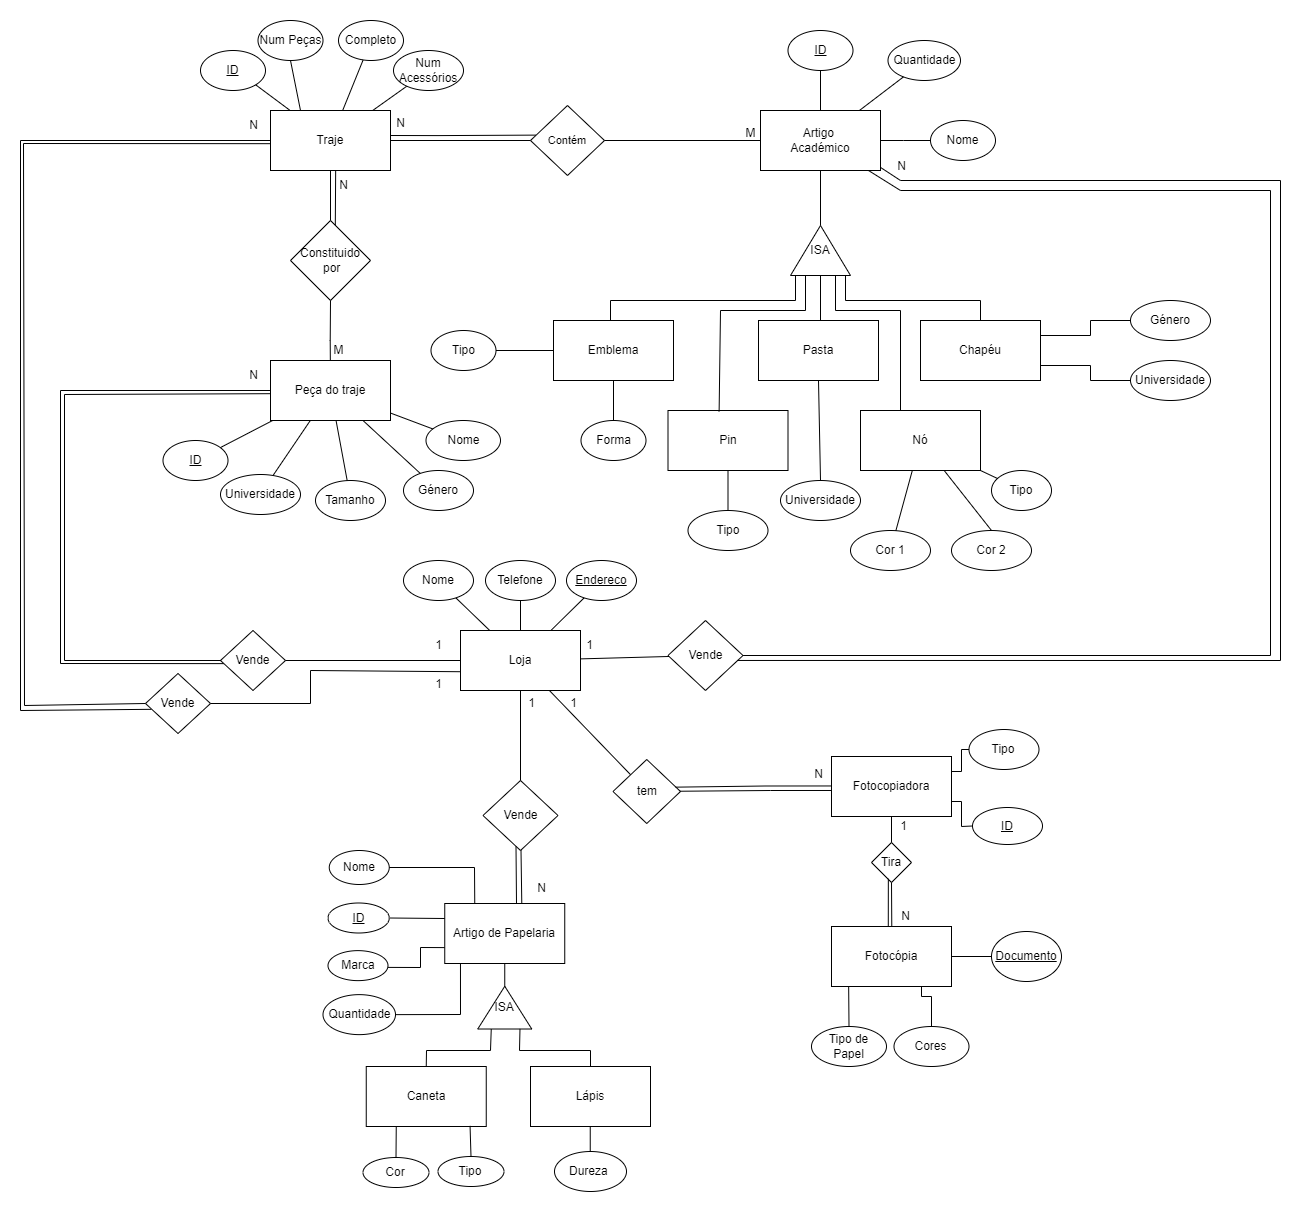 Num Peças
Completo
ID
Num
Acessórios
ID
Quantidade
N
Traje
N
Contém
M
Artigo
Académico
Nome
N
N
Constituido
por
ISA
M
N
Peça do traje
Tipo
Emblema
Pasta
Chapéu
Género
Universidade
Nome
ID
Universidade
Tamanho
Género
Forma
Pin
Nó
Universidade
Tipo
Tipo
Cor 1
Cor 2
Nome
Telefone
Endereco
1
Loja
1
Vende
Vende
1
Vende
1
1
Vende
tem
N
Fotocopiadora
Tipo
ID
1
Tira
N
Nome
N
ID
Artigo de Papelaria
Marca
Quantidade
ISA
Fotocópia
Documento
Tipo de
Papel
Cores
Caneta
Lápis
Cor
Tipo
Dureza